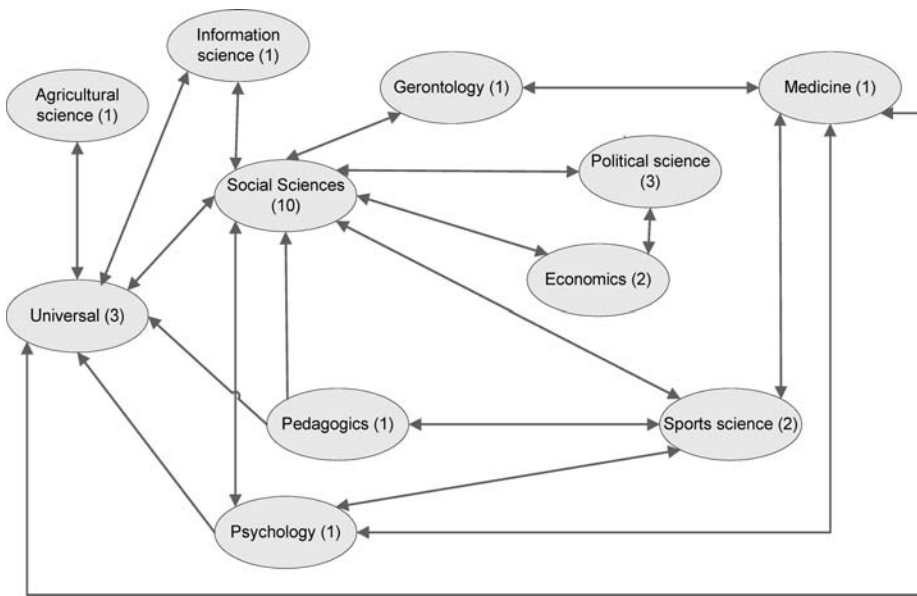 Information
science (1)
Agricultural
science (1)
Gerontology (1)
Medicine (1)
Political science
(3)
Social Sciences
(10)
Economics (2)
Universal (3)
Pedagogics (1)
Sports science (2)
Psychology (1)